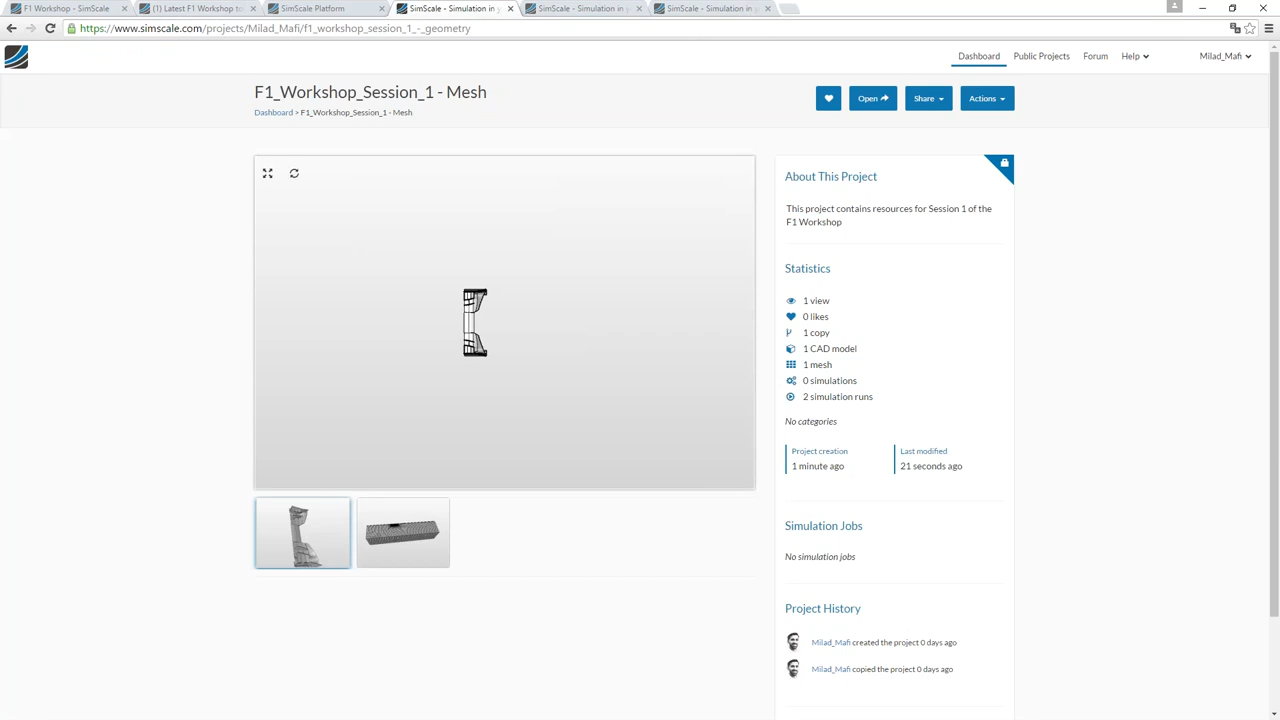 F1 Workshop - SimScale
(1) Latest F1 Workshop to
SimScale Platform
SimScale - Simulation in y
SimScale - Simulation in y
SimScale - Simulation in y
https://www.simscale.com/projects/Milad_Mafi/f1_workshop_session_1_-_geometry
Dashboard
Public Projects
Forum
Help
Milad_Mafi
F1_Workshop_Session_1 - Mesh
Dashboard > F1_Workshop_Session_1 - Mesh
Open
Share
Actions
About This Project
This project contains resources for Session 1 of the
F1 Workshop
Statistics
1 view
0 likes
1 copy
1 CAD model
1 mesh
0 simulations
2 simulation runs
No categories
Project creation
1 minute ago
Last modified
21 seconds ago
Simulation Jobs
No simulation jobs
Project History
Milad_Mafi created the project 0 days ago
Milad_Mafi copied the project 0 days ago